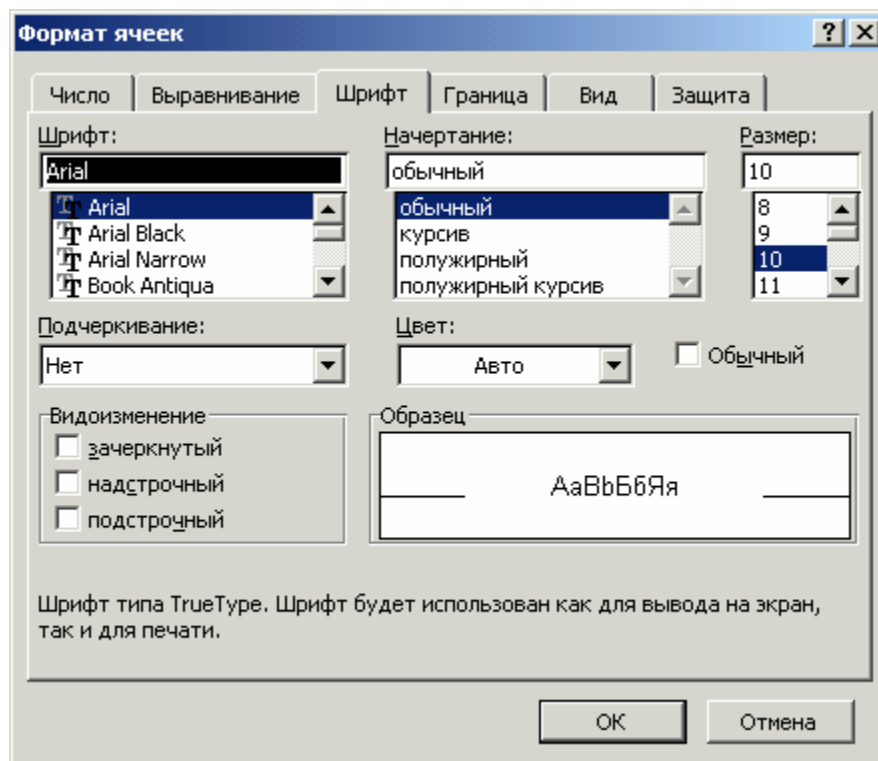 Формат ячеек
Число Выравнивание Шрифт Граница Вид Защита
Шрифт: Начертание: Размер:
Arial обычный 10
Arial обычный 8
Arial Black курсив 9
Arial Narrow полужирный 10
Book Antiqua полужирный курсив 11
Подчеркивание: Цвет:
Нет Авто Обычный
Видоизменение Образец
зачеркнутый
надстрочный АаВbБбЯя
подстрочный
Шрифт типа TrueType. Шрифт будет использован как для вывода на экран,
так и для печати.
ОК Отмена